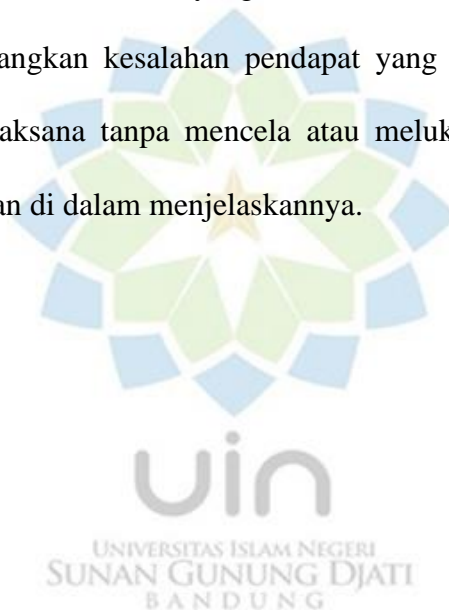 angkan kesalahan pendapat yang
aksana tanpa mencela atau meluk
an di dalam menjelaskannya.
uin
UNIVERSITAS ISLAM NEGERI
SUNAN GUNUNG DJATI
BANDUNG